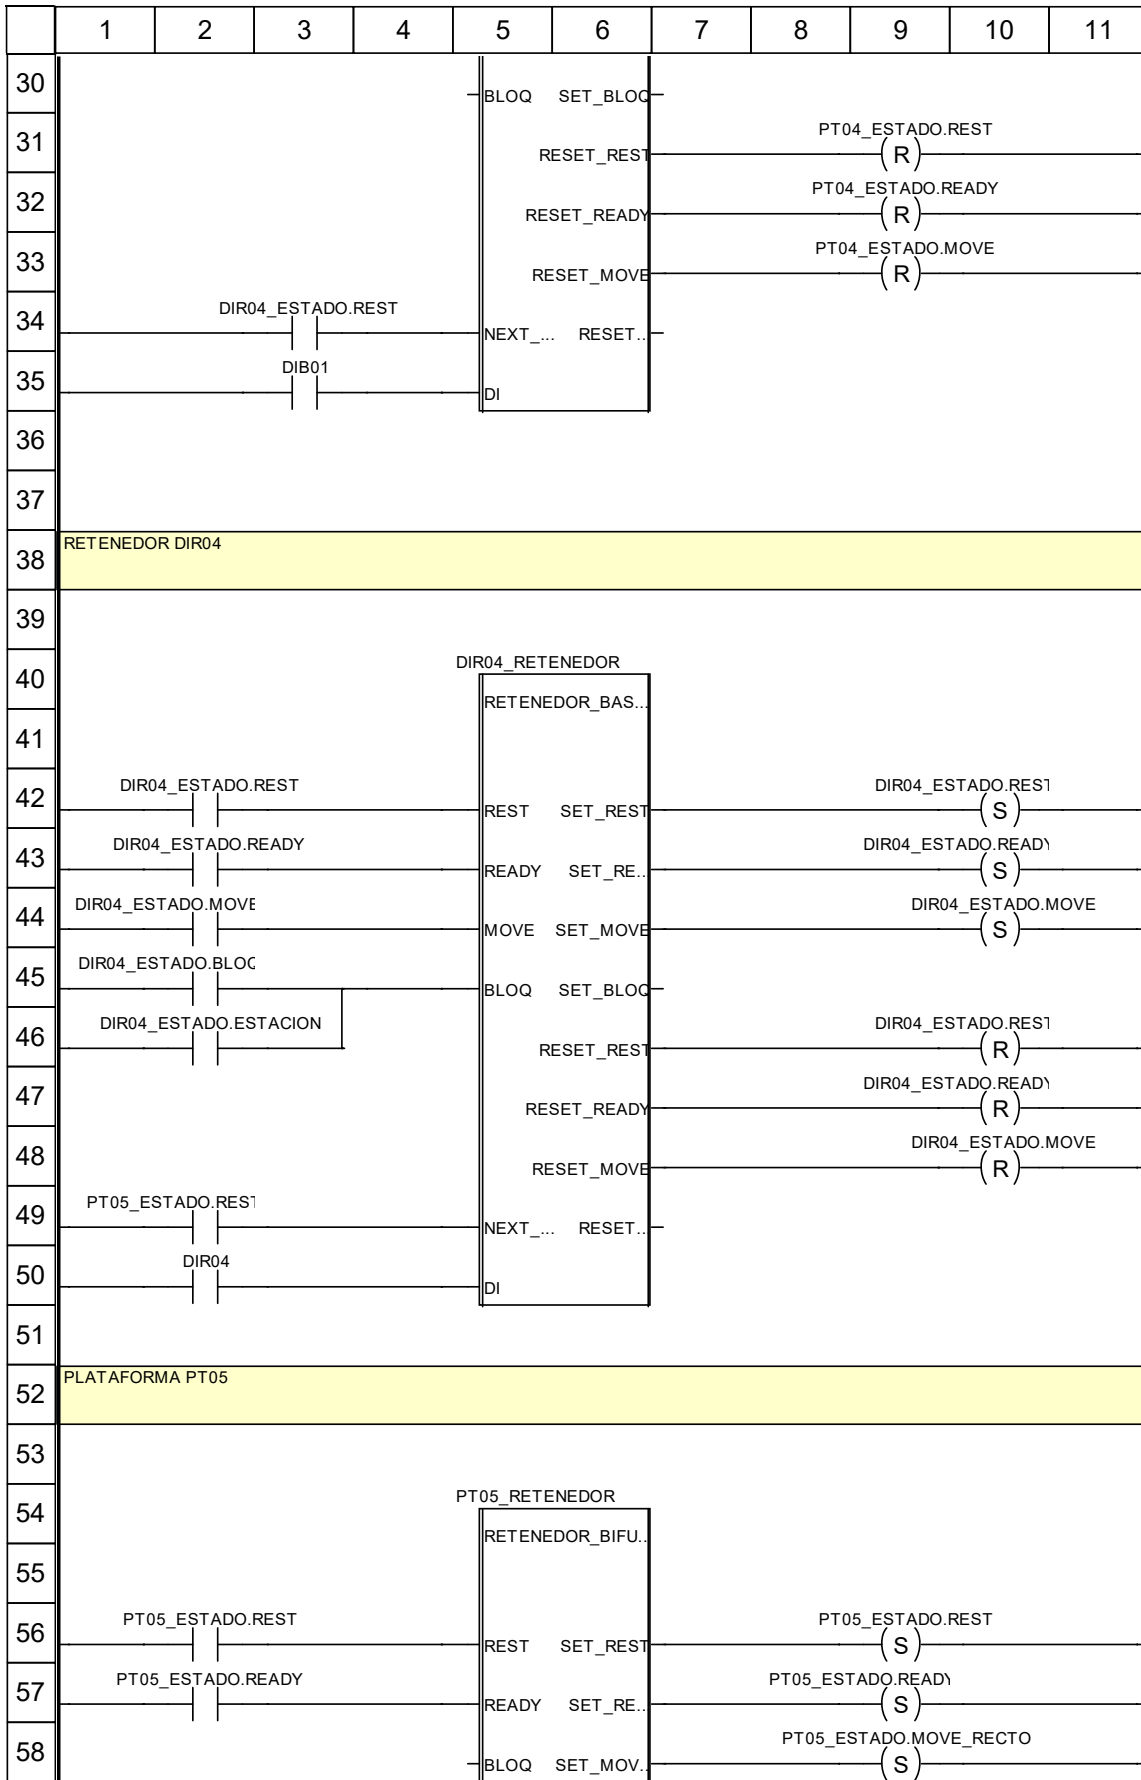 1 2 3 4 5 6 7 8 9 10 11
30
BLOQ SET_BLOQ
PT04_ESTADO.REST
31
RESET_REST (R)
PT04_ESTADO.READY
32
RESET_READY (R)
PT04_ESTADO.MOVE
33
RESET_MOVE (R)
DIR04_ESTADO.REST
34
NEXT_... RESET..
DIB01
35
DI
36
37
RETENEDOR DIR04
38
39
DIR04_RETENEDOR
40
RETENEDOR_BAS...
41
DIR04_ESTADO.REST DIR04_ESTADO.REST
42
REST SET_REST (S)
DIR04_ESTADO.READY DIR04_ESTADO.READY
43
READY SET_RE.. (S)
DIR04_ESTADO.MOVE DIR04_ESTADO.MOVE
44
MOVE SET_MOVE (S)
DIR04_ESTADO.BLOQ
45
BLOQ SET_BLOQ
DIR04_ESTADO.ESTACION DIR04_ESTADO.REST
46
RESET_REST (R)
DIR04_ESTADO.READY
47
RESET_READY (R)
DIR04_ESTADO.MOVE
48
RESET_MOVE (R)
PT05_ESTADO.REST
49
NEXT_... RESET..
DIR04
50
DI
51
PLATAFORMA PT05
52
53
PT05_RETENEDOR
54
RETENEDOR_BIFU..
55
PT05_ESTADO.REST PT05_ESTADO.REST
56
REST SET_REST (S)
PT05_ESTADO.READY PT05_ESTADO.READY
57
READY SET_RE.. (S)
PT05_ESTADO.MOVE_RECTO
58
BLOQ SET_MOV.. (S)